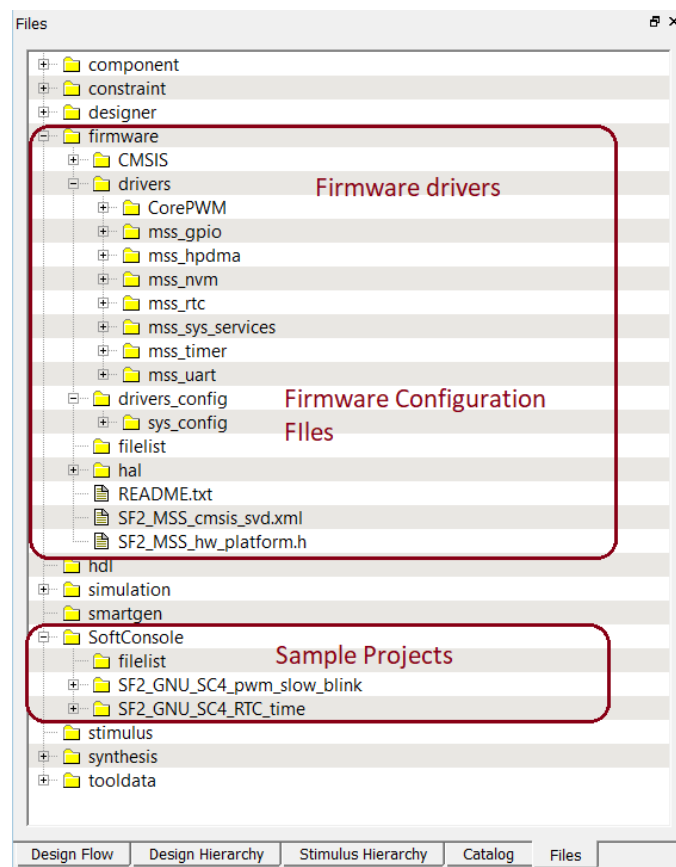 Files
component
constraint
designer
firmware
CMSIS
drivers
Firmware drivers
CorePWM
mss_gpio
mss_hpdma
mss_nvm
mss_rtc
mss_sys_services
mss_timer
mss_uart
drivers_config
Firmware Configuration
sys_config
FIles
filelist
hal
README.txt
SF2_MSS_cmsis_svd.xml
SF2_MSS_hw_platform.h
hdl
simulation
smartgen
SoftConsole
filelist
Sample Projects
SF2_GNU_SC4_pwm_slow_blink
SF2_GNU_SC4_RTC_time
stimulus
synthesis
tooldata
Design Flow
Design Hierarchy
Stimulus Hierarchy
Catalog
Files